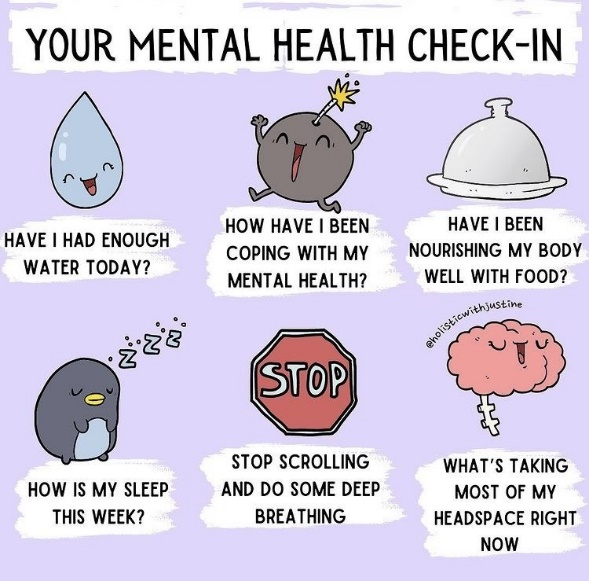 YOUR MENTAL HEALTH CHECK-IN
HAVE I HAD ENOUGH
WATER TODAY?
HOW HAVE I BEEN
COPING WITH MY
MENTAL HEALTH?
HAVE I BEEN
NOURISHING MY BODY
WELL WITH FOOD?
zzz
HOW IS MY SLEEP
THIS WEEK?
STOP
STOP SCROLLING
AND DO SOME DEEP
BREATHING
@holisticwithjustine
WHAT'S TAKING
MOST OF MY
HEADSPACE RIGHT
NOW